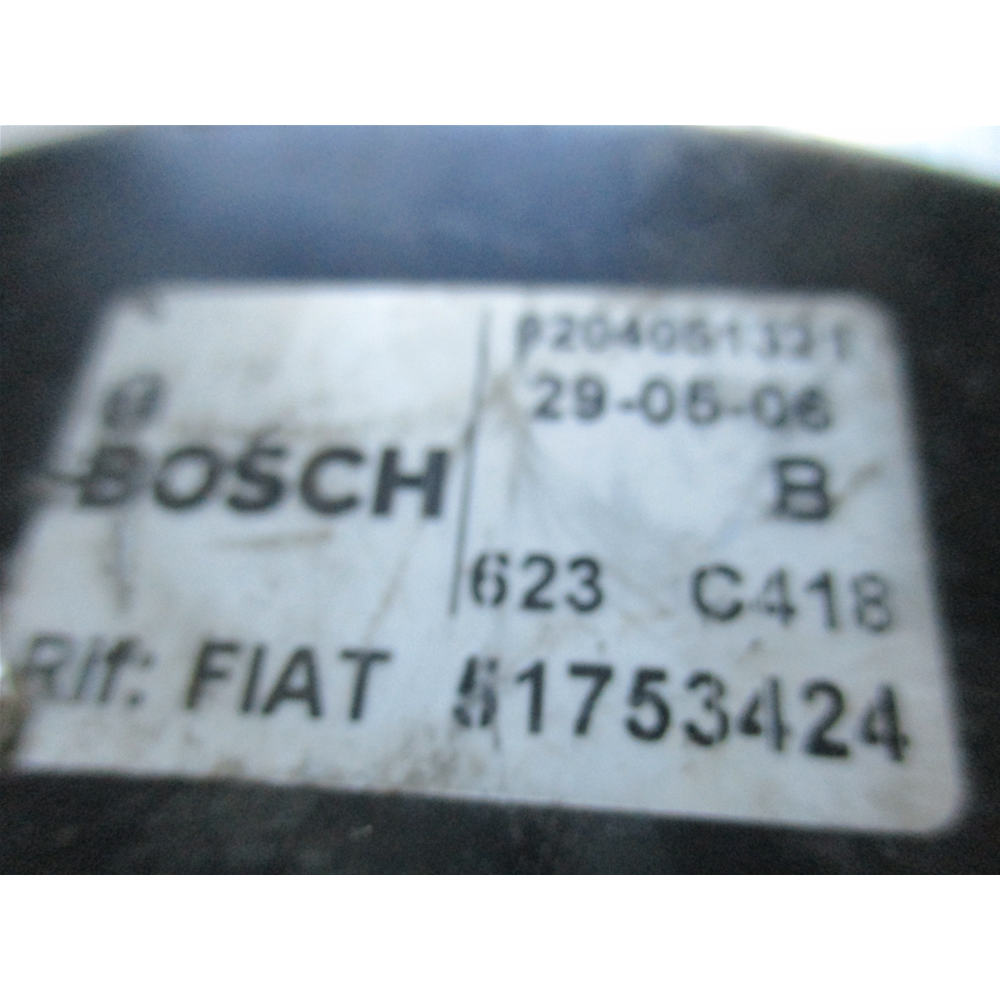 BOSCH
0204051321
29-05-06
B
623 C418
Rif: FIAT 51753424